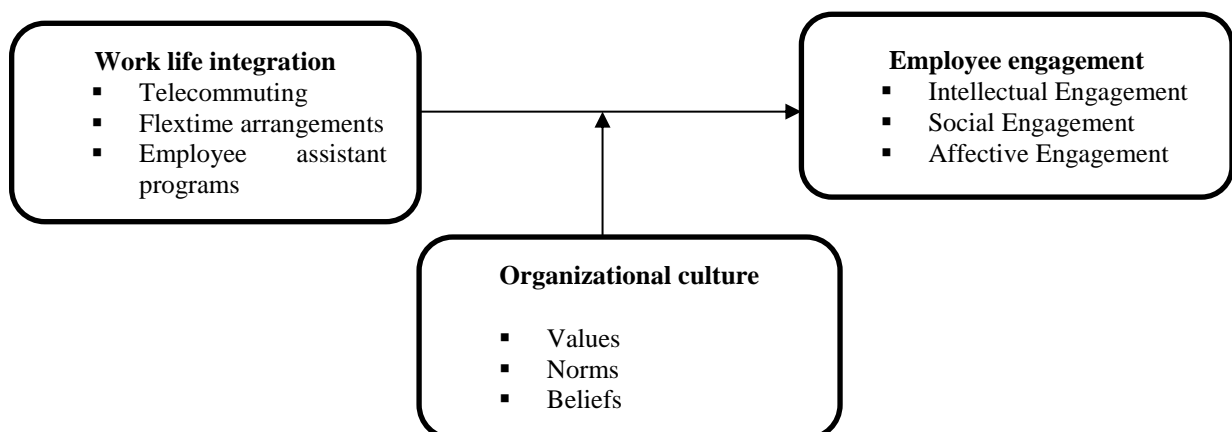 Work life integration
▪ Telecommuting
▪ Flextime arrangements
▪ Employee assistant
programs
Employee engagement
▪ Intellectual Engagement
▪ Social Engagement
▪ Affective Engagement
Organizational culture
▪ Values
▪ Norms
▪ Beliefs